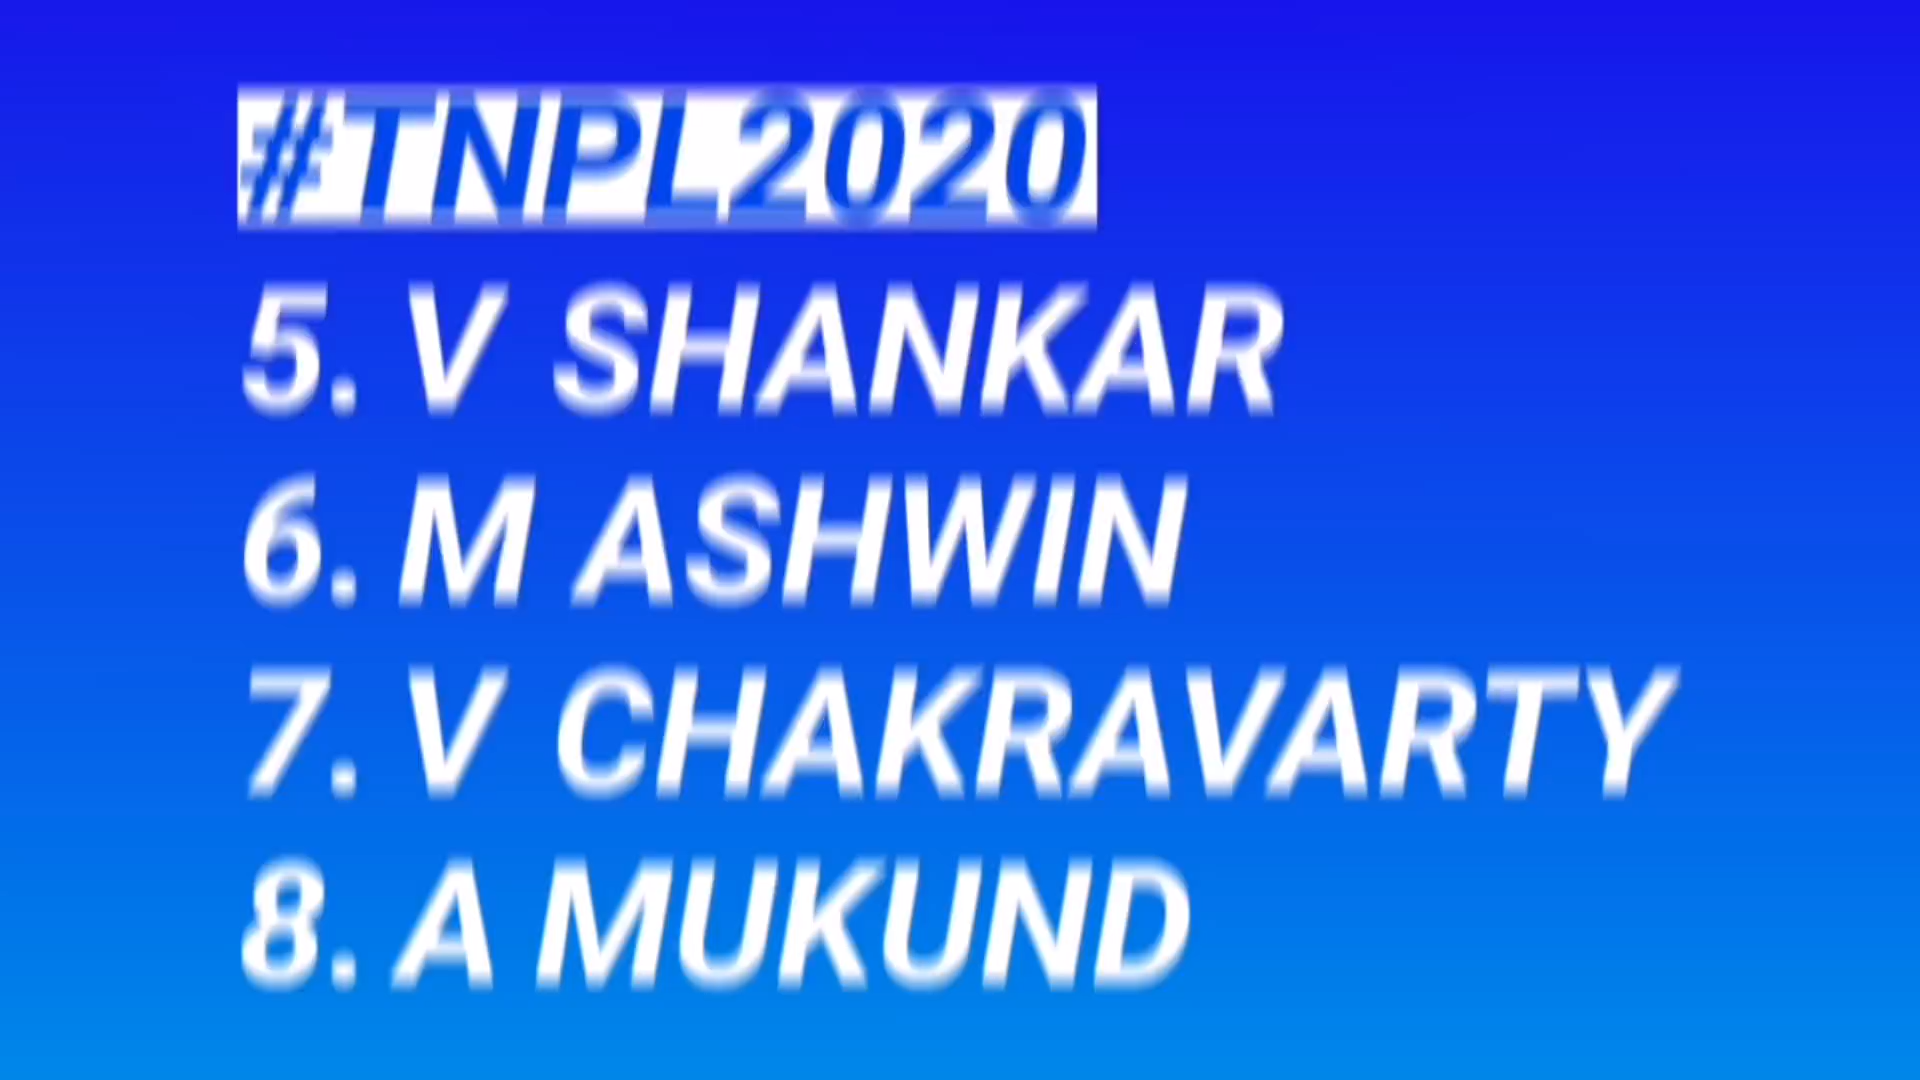 #TNPL2020
5. V SHANKAR
6. M ASHWIN
7. V CHAKRAVARTY
8. A MUKUND